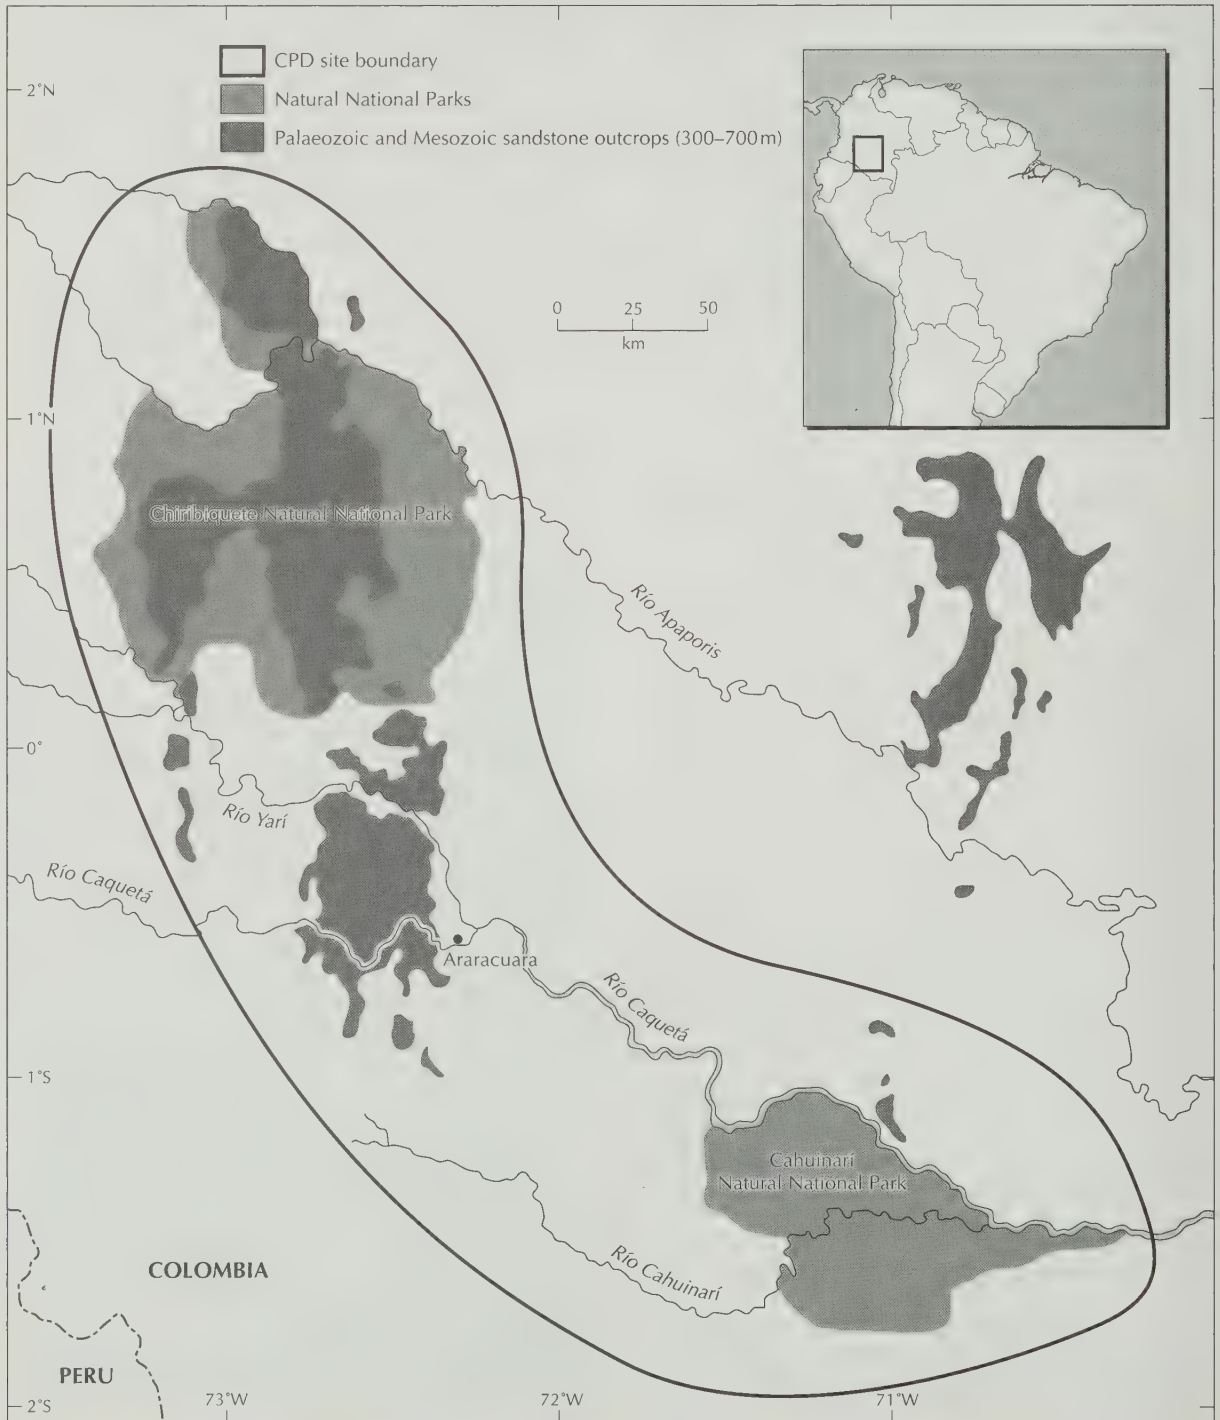 CPD site boundary
Natural National Parks
Palaeozoic and Mesozoic sandstone outcrops (300–700m)
2°N
0 25 50
km
1°N
Chiribiquete Natural National Park
Río Apaporis
0°
Río Yarí
Río Caquetá
Araracuara
Río Caquetá
1°S
Cahuinarí
Natural National Park
Río Cahuinarí
COLOMBIA
PERU
73°W
72°W
71°W
2°S